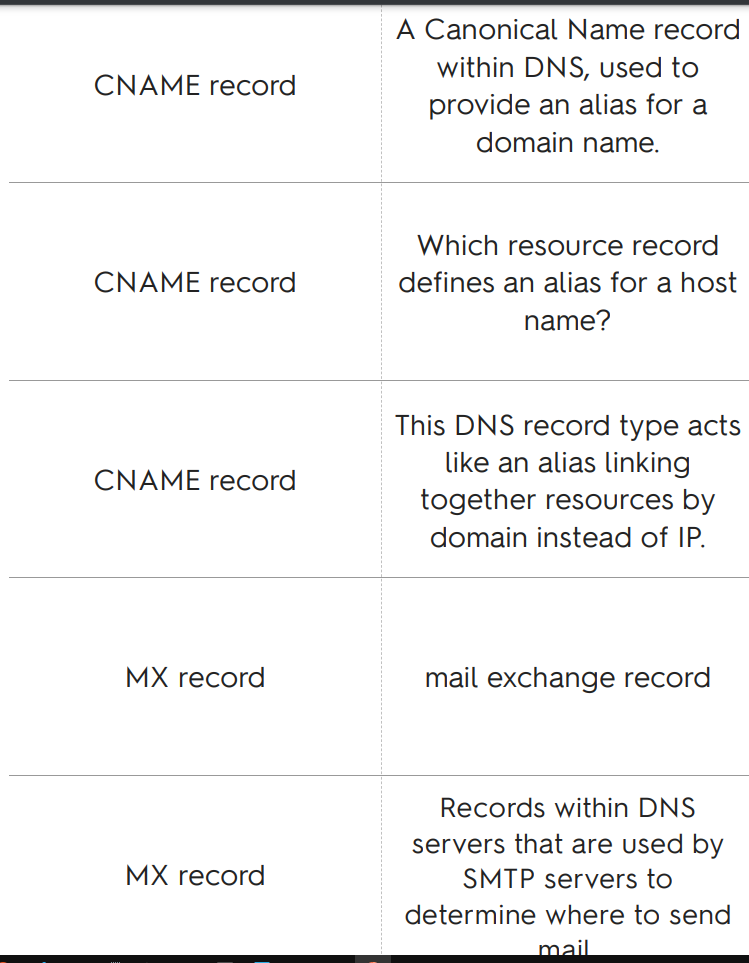 CNAME record
A Canonical Name record
within DNS, used to
provide an alias for a
domain name.
CNAME record
Which resource record
defines an alias for a host
name?
CNAME record
This DNS record type acts
like an alias linking
together resources by
domain instead of IP.
MX record
mail exchange record
MX record
Records within DNS
servers that are used by
SMTP servers to
determine where to send
mail